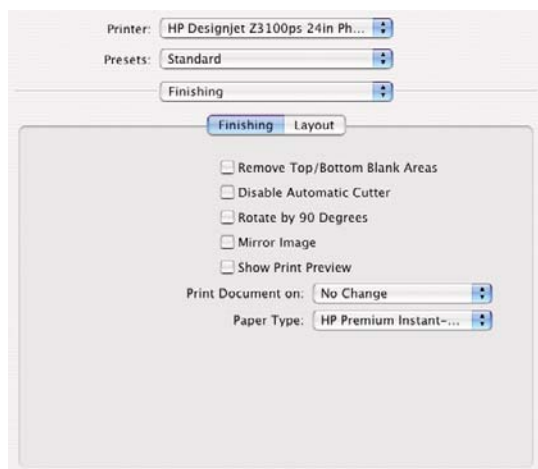 Printer: HP Designjet Z3100ps 24in Ph...
Presets: Standard
Finishing
Finishing Layout
Remove Top/Bottom Blank Areas
Disable Automatic Cutter
Rotate by 90 Degrees
Mirror Image
Show Print Preview
Print Document on: No Change
Paper Type: HP Premium Instant-...